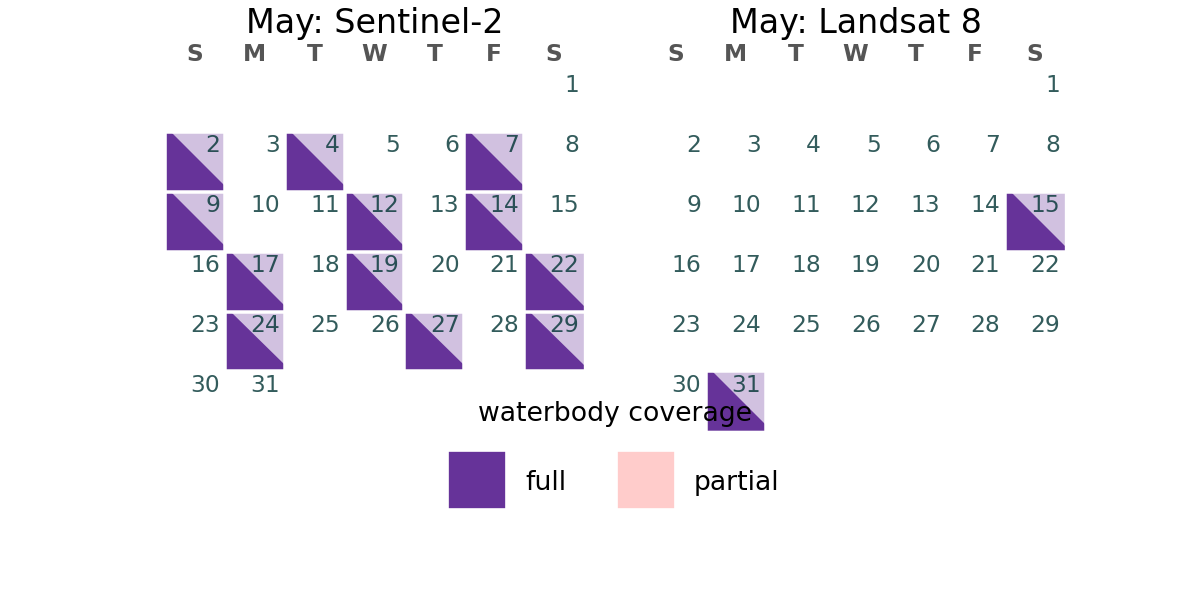 May: Sentinel-2
S M T W T F S
1
2 3 4 5 6 7 8
9 10 11 12 13 14 15
16 17 18 19 20 21 22
23 24 25 26 27 28 29
30 31
May: Landsat 8
S M T W T F S
1
2 3 4 5 6 7 8
9 10 11 12 13 14 15
16 17 18 19 20 21 22
23 24 25 26 27 28 29
30 31
waterbody coverage
full partial